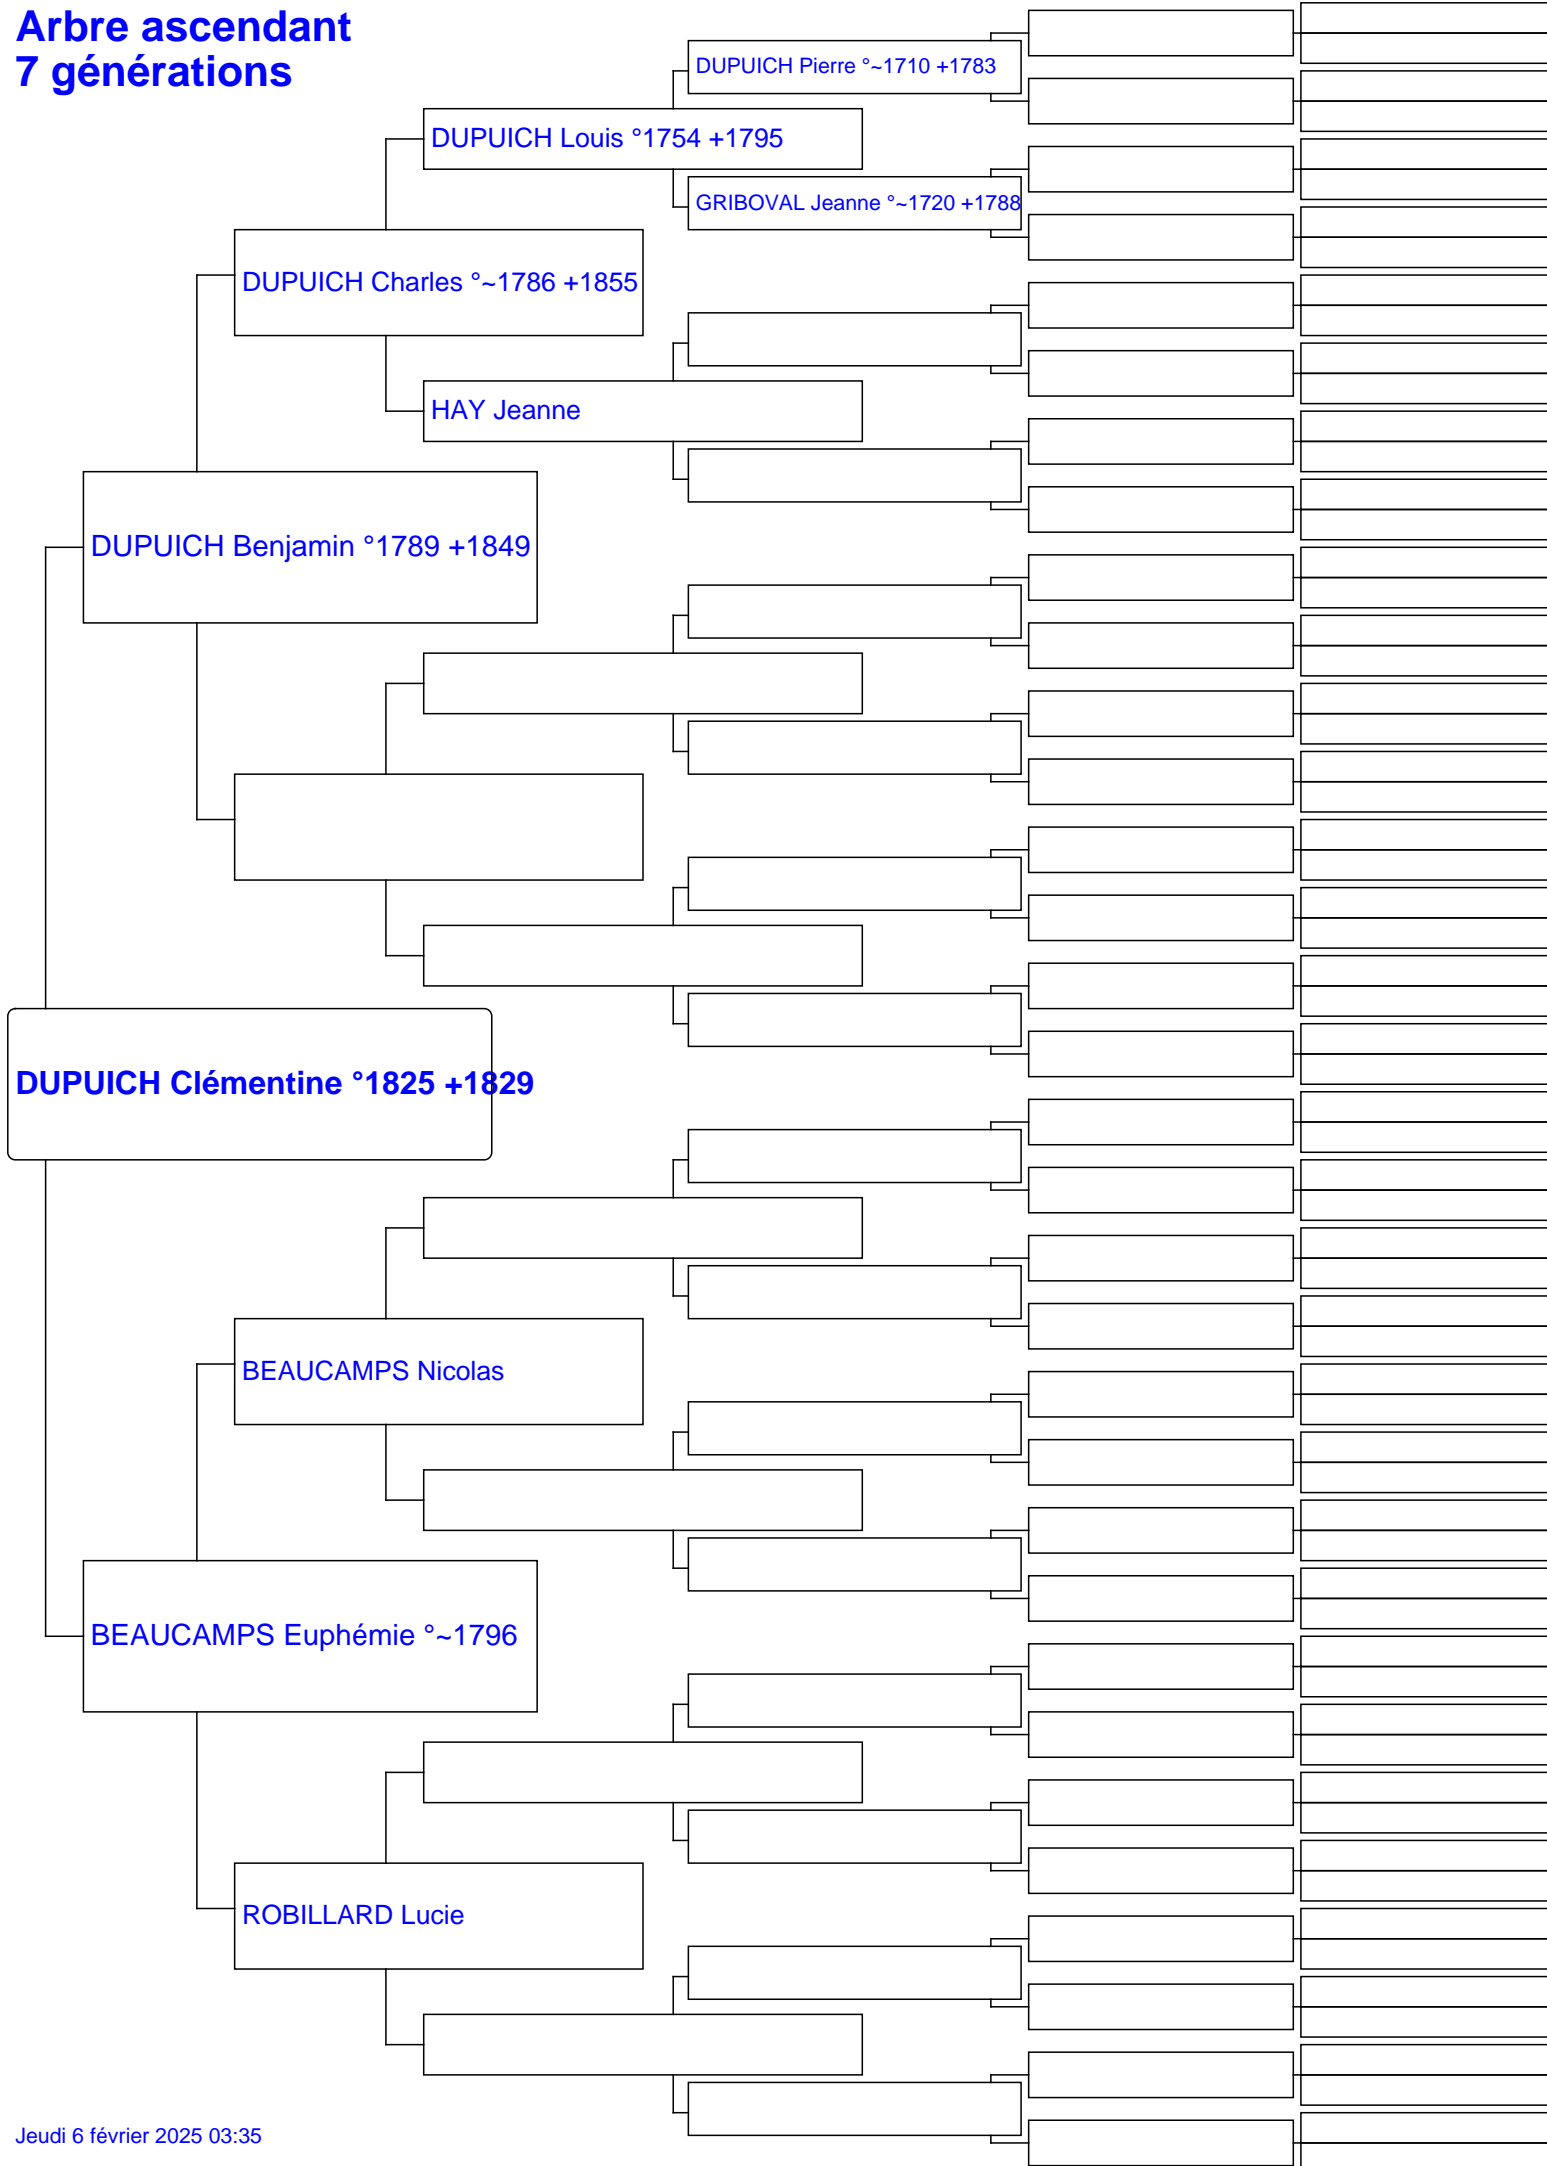 Arbre ascendant
7 générations
DUPUICH Pierre °~1710 +1783
DUPUICH Louis °1754 +1795
GRIBOVAL Jeanne °~1720 +1788
DUPUICH Charles °~1786 +1855
HAY Jeanne
DUPUICH Benjamin °1789 +1849
DUPUICH Clémentine °1825 +1829
BEAUCAMPS Nicolas
BEAUCAMPS Euphémie °~1796
ROBILLARD Lucie
Jeudi 6 février 2025 03:35